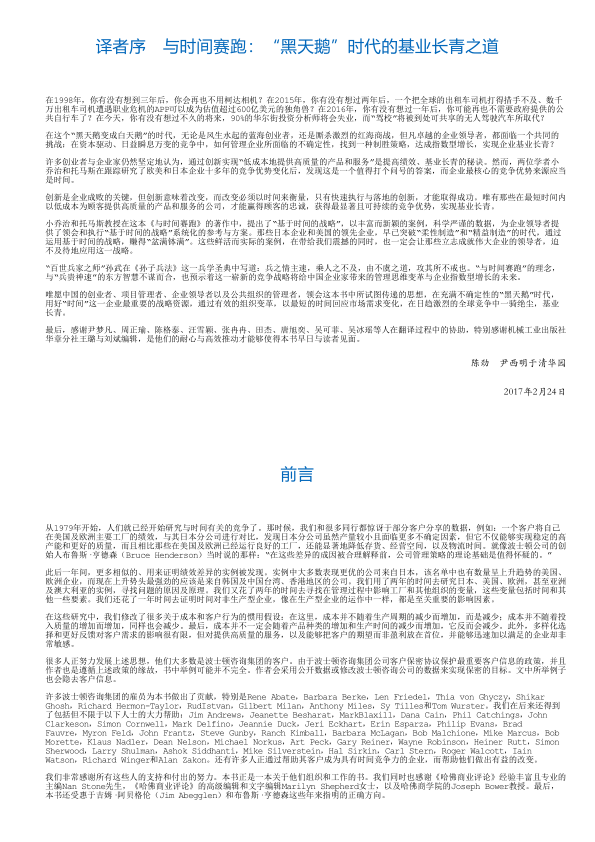 译者序　与时间赛跑：“黑天鹅”时代的基业长青之道
在1998年，你有没有想到三年后，你会再也不用柯达相机？在2015年，你有没有想过两年后，一个把全球的出租车司机打得措手不及、数千
万出租车司机遭遇职业危机的APP可以成为估值超过600亿美元的独角兽？在2016年，你有没有想过一年后，你可能再也不需要政府提供的公
共自行车了？在今天，你有没有想过不久的将来，90%的华尔街投资分析师将会失业，而“驾校”将被到处可共享的无人驾驶汽车所取代？
在这个“黑天鹅变成白天鹅”的时代，无论是风生水起的蓝海创业者，还是厮杀激烈的红海商战，但凡卓越的企业领导者，都面临一个共同的
挑战：在资本驱动、日益瞬息万变的竞争中，如何管理企业所面临的不确定性，找到一种制胜策略，达成指数型增长，实现企业基业长青？
许多创业者与企业家仍然坚定地认为，通过创新实现“低成本地提供高质量的产品和服务”是提高绩效、基业长青的秘诀。然而，两位学者小
乔治和托马斯在跟踪研究了欧美和日本企业十多年的竞争优势变化后，发现这是一个值得打个问号的答案，而企业最核心的竞争优势来源应当
是时间。
创新是企业成败的关键，但创新意味着改变，而改变必须以时间来衡量，只有快速执行与落地的创新，才能取得成功。唯有那些在最短时间内
以低成本为顾客提供高质量的产品和服务的公司，才能赢得顾客的忠诚，获得最显著且可持续的竞争优势，实现基业长青。
小乔治和托马斯教授在这本《与时间赛跑》的著作中，提出了“基于时间的战略”，以丰富而新颖的案例，科学严谨的数据，为企业领导者提
供了领会和执行“基于时间的战略”系统化的参考与方案。那些日本企业和美国的领先企业，早已突破“柔性制造”和“精益制造”的时代，通过
运用基于时间的战略，赚得“盆满钵满”。这些鲜活而实际的案例，在带给我们震撼的同时，也一定会让那些立志成就伟大企业的领导者，迫
不及待地应用这一战略。
“百世兵家之师”孙武在《孙子兵法》这一兵学圣典中写道：兵之情主速，乘人之不及，由不虞之道，攻其所不戒也。“与时间赛跑”的理念，
与“兵贵神速”的东方智慧不谋而合，也预示着这一崭新的竞争战略将给中国企业家带来的管理思维变革与企业指数型增长的未来。
唯愿中国的创业者、项目管理者、企业领导者以及公共组织的管理者，领会这本书中所试图传递的思想，在充满不确定性的“黑天鹅”时代，
用好“时间”这一企业最重要的战略资源，通过有效的组织变革，以最短的时间回应市场需求变化，在日趋激烈的全球竞争中一骑绝尘，基业
长青。
最后，感谢尹梦凡、周正瑜、陈格泰、汪雪颖、张冉冉、田杰、唐旭奕、吴可菲、吴冰瑶等人在翻译过程中的协助，特别感谢机械工业出版社
华章分社王璐与刘斌编辑，是他们的耐心与高效推动才能够使得本书早日与读者见面。
陈劲　尹西明于清华园
2017年2月24日
前言
从1979年开始，人们就已经开始研究与时间有关的竞争了。那时候，我们和很多同行都惊讶于部分客户分享的数据，例如：一个客户将自己
在美国及欧洲主要工厂的绩效，与其日本分公司进行对比，发现日本分公司虽然产量较小且面临更多不确定因素，但它不仅能够实现稳定的高
产能和更好的质量，而且相比那些在美国及欧洲已经运行良好的工厂，还能显著地降低存货、经营空间，以及物流时间。就像波士顿公司的创
始人布鲁斯·亨德森（Bruce Henderson）当时说的那样：“在这些差异的成因被合理解释前，公司管理策略的理论基础是值得怀疑的。”
此后一年间，更多相似的、用来证明绩效差异的实例被发现。实例中大多数表现更优的公司来自日本，该名单中也有数量呈上升趋势的美国、
欧洲企业，而现在上升势头最强劲的应该是来自韩国及中国台湾、香港地区的公司。我们用了两年的时间去研究日本、美国、欧洲，甚至亚洲
及澳大利亚的实例，寻找问题的原因及原理，我们又花了两年的时间去寻找在管理过程中影响工厂和其他组织的变量，这些变量包括时间和其
他一些要素。我们还花了一年时间去证明时间对非生产型企业，像在生产型企业的运作中一样，都是至关重要的影响因素。
在这些研究中，我们修改了很多关于成本和客户行为的惯用假设：在这里，成本并不随着生产周期的减少而增加，而是减少；成本并不随着投
入质量的增加而增加，同样也会减少。最后，成本并不一定会随着产品种类的增加和生产时间的减少而增加，它反而会减少。此外，多样化选
择和更好反馈对客户需求的影响很有限，但对提供高质量的服务，以及能够把客户的期望而非盈利放在首位，并能够迅速加以满足的企业却非
常敏感。
很多人正努力发展上述思想，他们大多数是波士顿咨询集团的客户。由于波士顿咨询集团公司客户保密协议保护最重要客户信息的政策，并且
作者也是遵循上述政策的缘故，书中举例可能并不完全。作者会采用公开数据或修改波士顿咨询公司的数据来实现保密的目标。文中所举例子
也会隐去客户信息。
许多波士顿咨询集团的雇员为本书做出了贡献，特别是Rene Abate，Barbara Berke，Len Friedel，Thia von Ghyczy，Shikar
Ghosh，Richard Hermon-Taylor，RudIstvan，Gilbert Milan，Anthony Miles，Sy Tilles和Tom Wurster，我们在后来还得到
了包括但不限于以下人士的大力帮助：Jim Andrews，Jeanette Besharat，MarkBlaxill，Dana Cain，Phil Catchings，John
Clarkeson，Simon Cornwell，Mark Delfino，Jeannie Duck，Jeri Eckhart，Erin Espensha，Philip Evans，Brad
Fauvre，Myron Feld，John Frantz，Steve Gunby，Ranch Kimball，Barbara McLagan，Bob Malchione，Mike Marcus，Bob
Morette，Klaus Nadler，Dean Nelson，Michael Norkus，Art Peck，Gary Reiner，Wayne Robinson，Heiner Rutt，Simon
Sherwood，Larry Shulman，Ashok Siddhanti，Mike Silverstein，Hal Sirkin，Carl Stern，Roger Walcott，Iain
Watson，Richard Winger和Alan Zakon。还有许多人正通过帮其客户成为具有时间竞争力的企业，而帮助他们做出有益的改变。
我们非常感谢所有这些人的支持和付出的努力。本书正是一本关于他们组织和工作的书。我们同时也感谢《哈佛商业评论》经验丰富且专业的
主编Nan Stone先生，《哈佛商业评论》的高级编辑和文字编辑Marilyn Shepherd女士，以及哈佛商学院的Joseph Bower教授。最后，
本书还受惠于吉姆·阿贝格伦（Jim Abegglen）和布鲁斯·亨德森这些年来指明的正确方向。